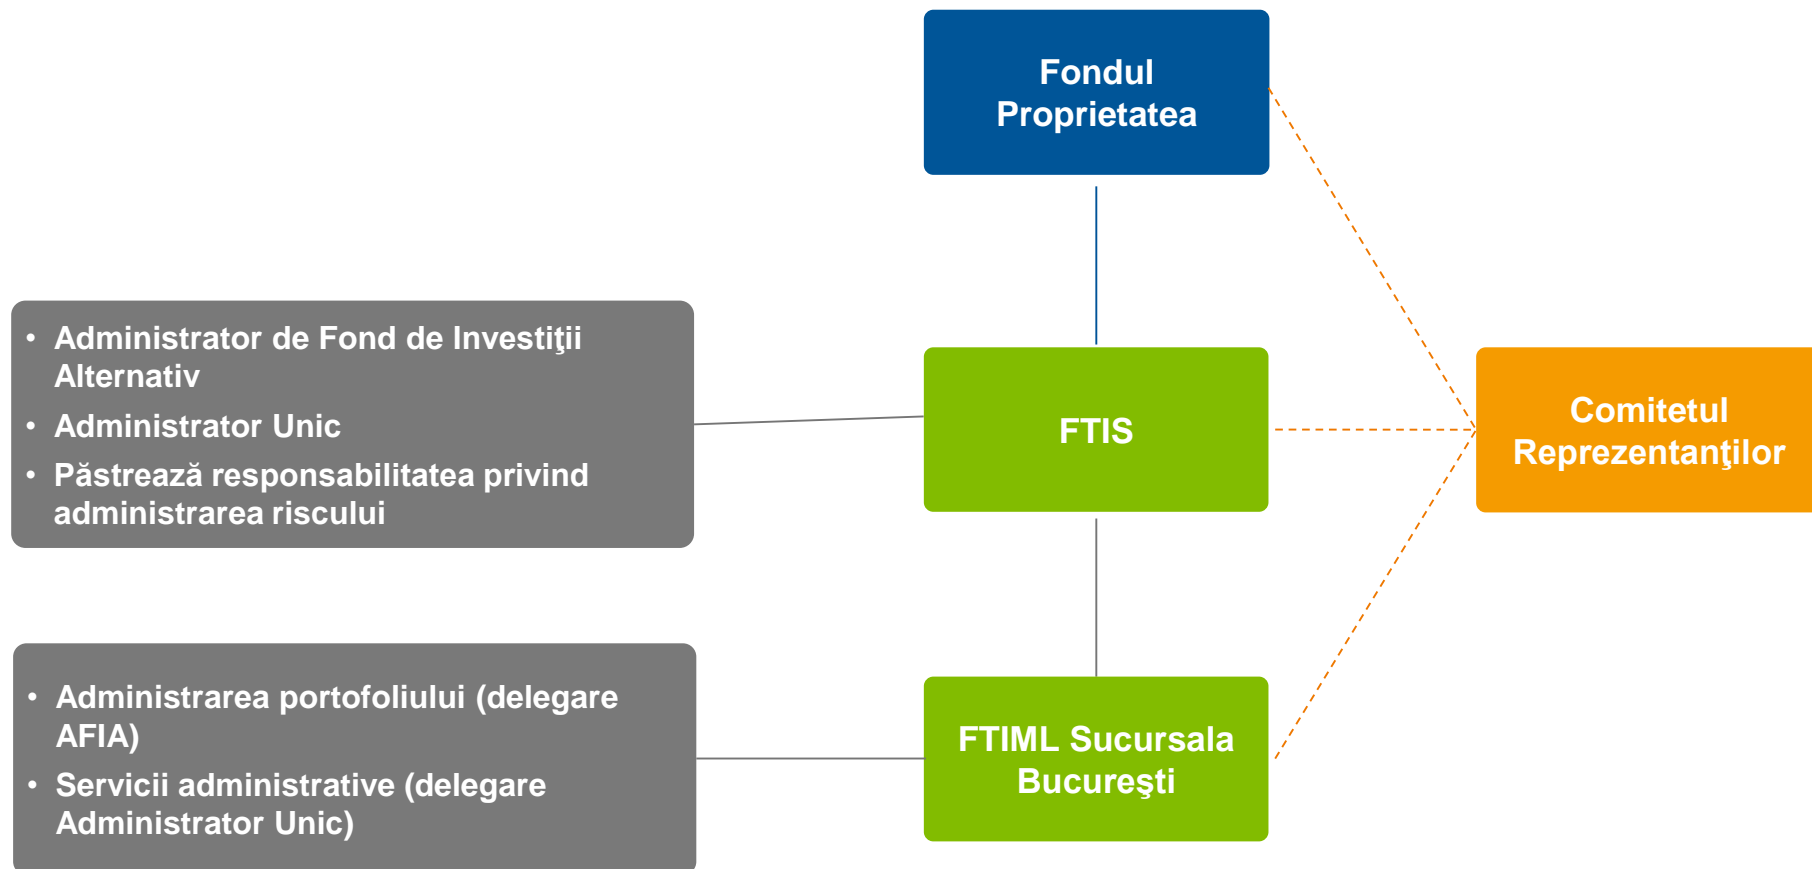 Fondul
Proprietatea
• Administrator de Fond de Investiţii
Alternativ
• Administrator Unic
• Păstrează responsabilitatea privind
administrarea riscului
FTIS
Comitetul
Reprezentanţilor
• Administrarea portofoliului (delegare
AFIA)
• Servicii administrative (delegare
Administrator Unic)
FTIML Sucursala
Bucureşti